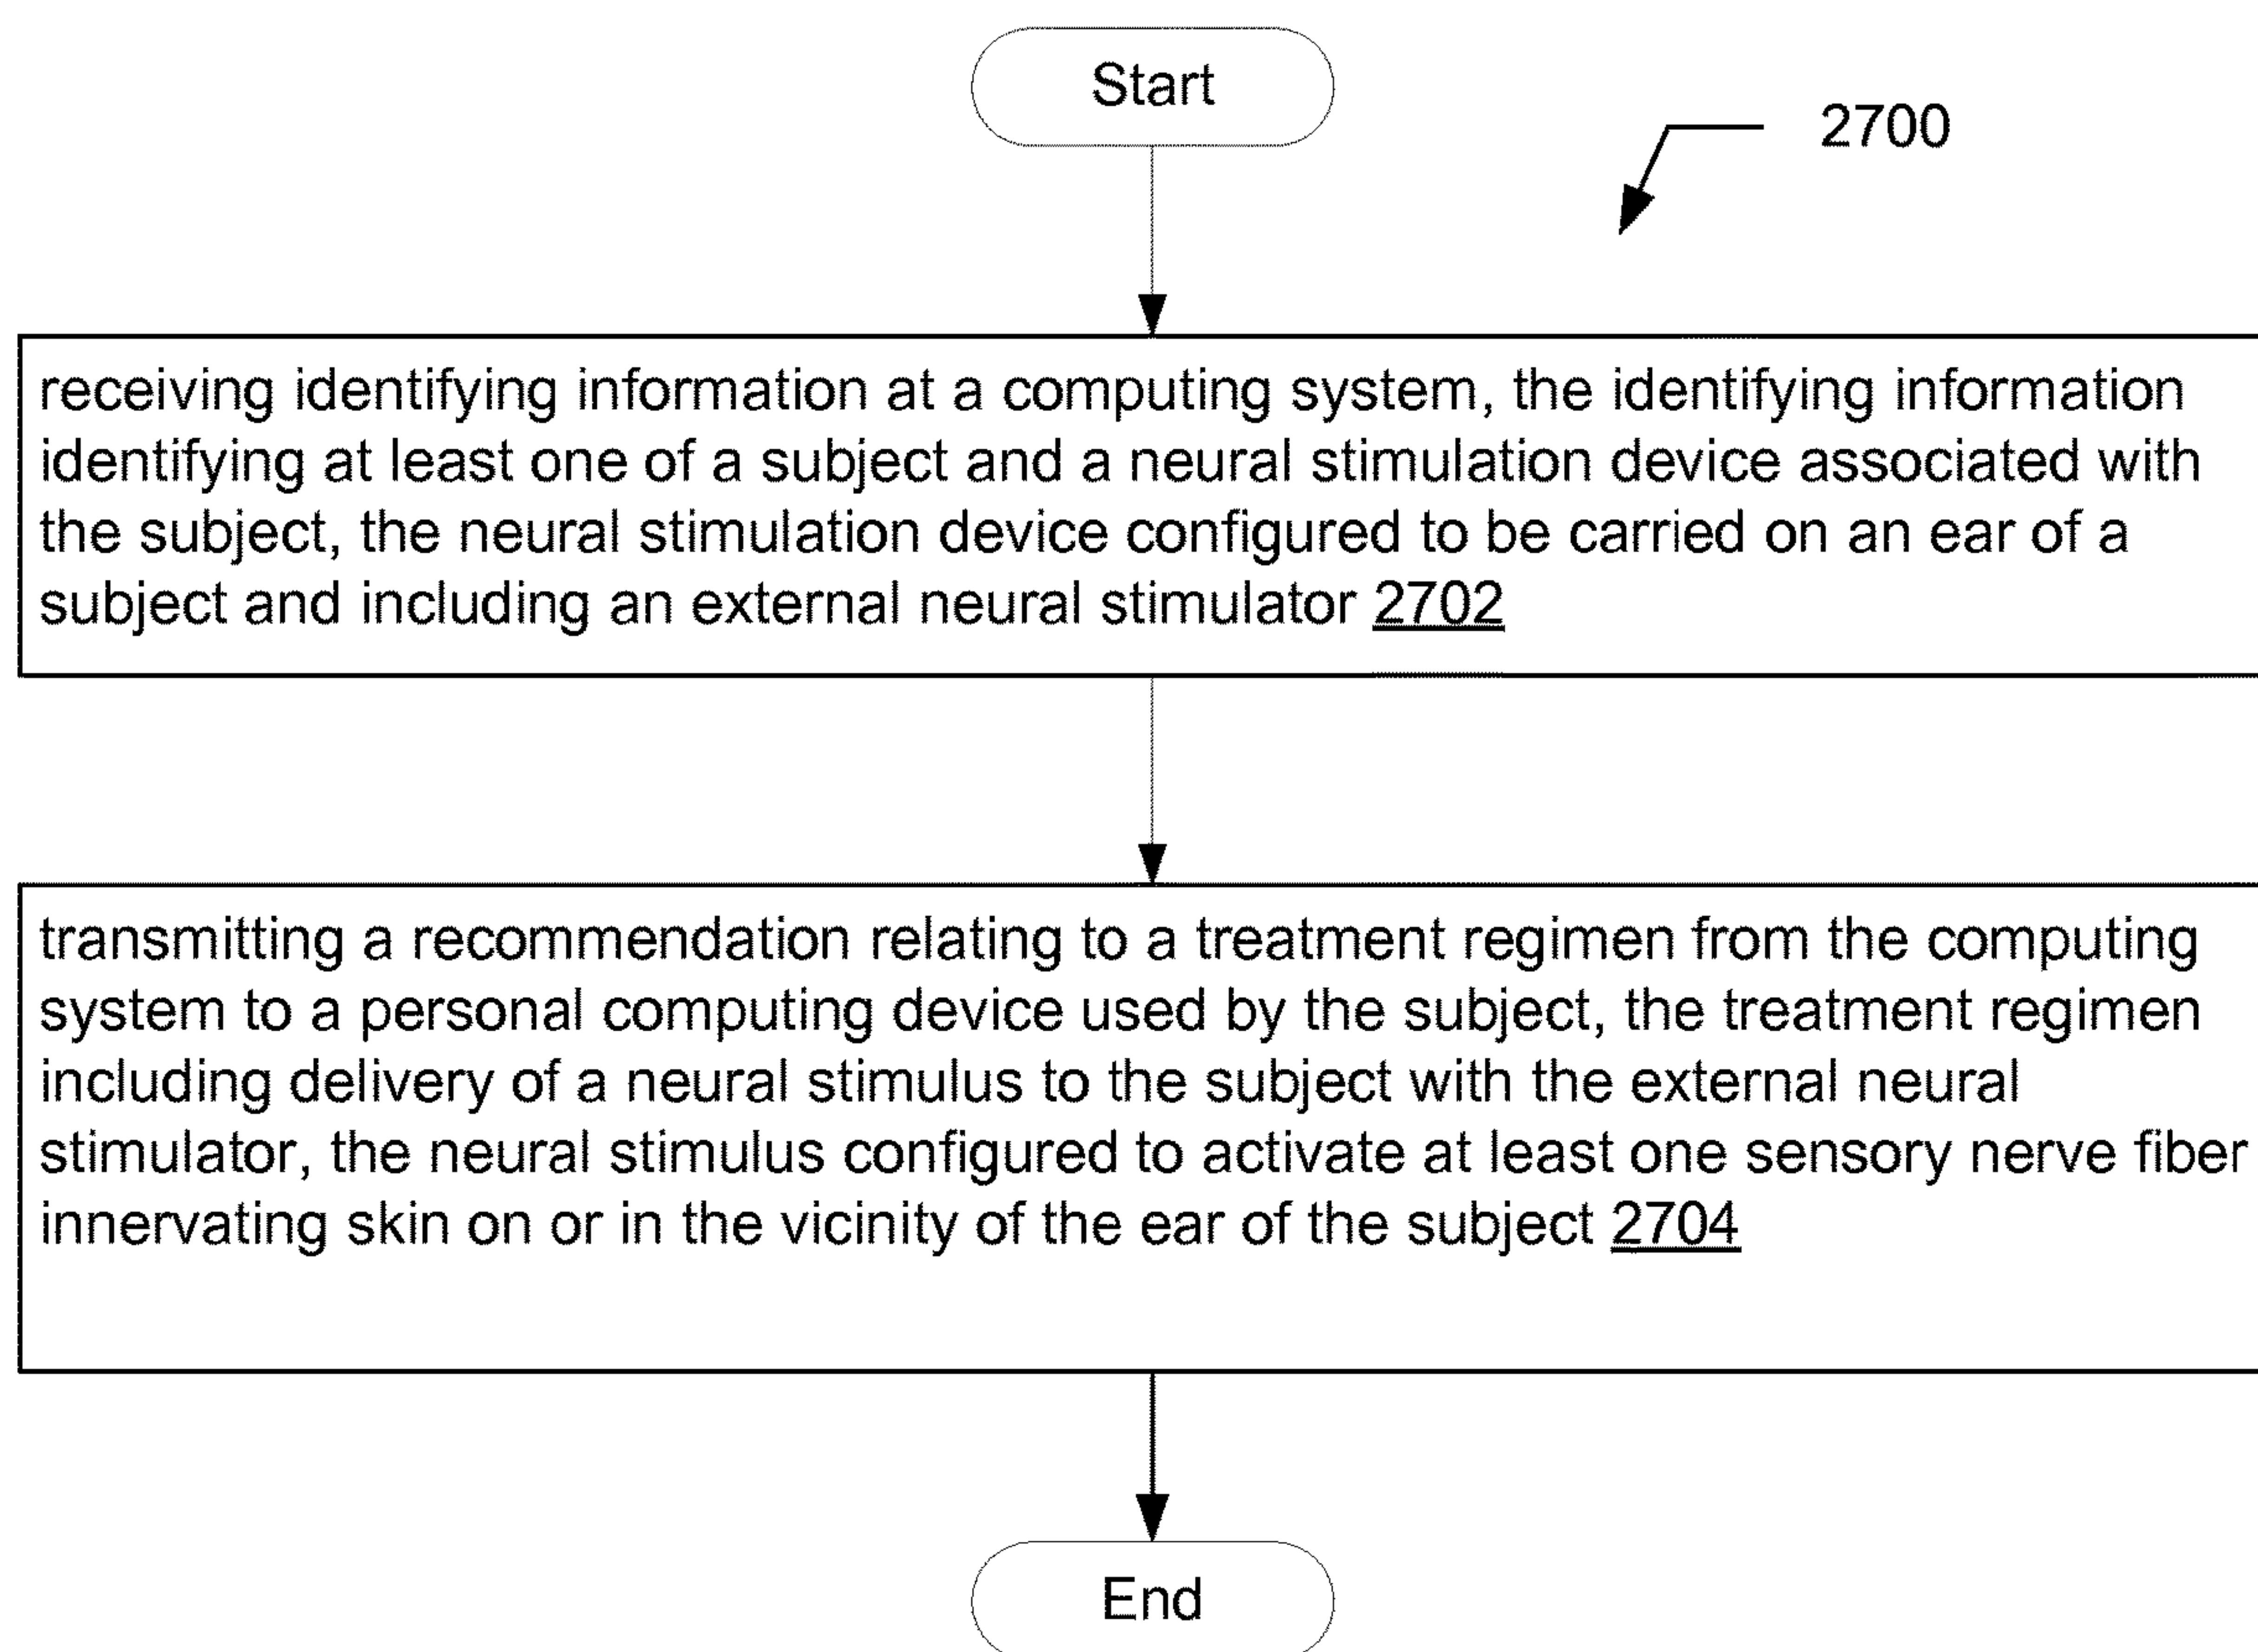 Start
2700
receiving identifying information at a computing system, the identifying information
identifying at least one of a subject and a neural stimulation device associated with
the subject, the neural stimulation device configured to be carried on an ear of a
subject and including an external neural stimulator 2702
transmitting a recommendation relating to a treatment regimen from the computing
system to a personal computing device used by the subject, the treatment regimen
including delivery of a neural stimulus to the subject with the external neural
stimulator, the neural stimulus configured to activate at least one sensory nerve fiber
innervating skin on or in the vicinity of the ear of the subject 2704
End